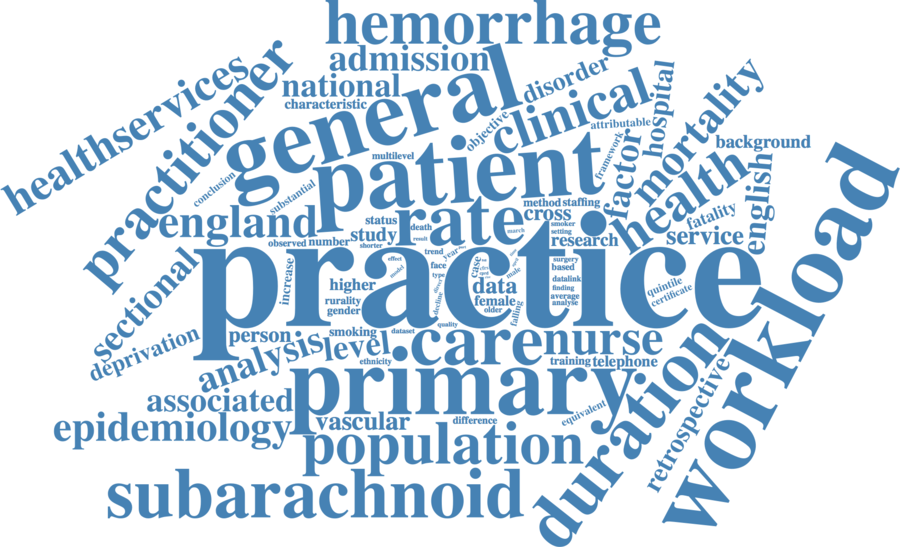 hemorrhage
admission
national
characteristic
healthservices
practitioner
general
disorder
objective
clinical
attributable
hospital
mortality
framework
factor
background
multilevel
patient
conclusion
substantial
health
english
workload
england
status
death
rate
method
staffing
cross
smoker
setting
research
fatality
service
observed
number
study
shorter
result
march
trend
year
practice
sectional
increase
effect
model
higher
rurality
gender
face
type
direct
decline
case
data
female
older
male
falling
surgery
based
datalink
finding
average
analyse
quintile
certificate
deprivation
person
smoking
dataset
quality
analysis
level
ethnicity
care
nurse
training
telephone
primary
associated
epidemiology
vascular
difference
equivalent
population
duration
retrospective
subarachnoid